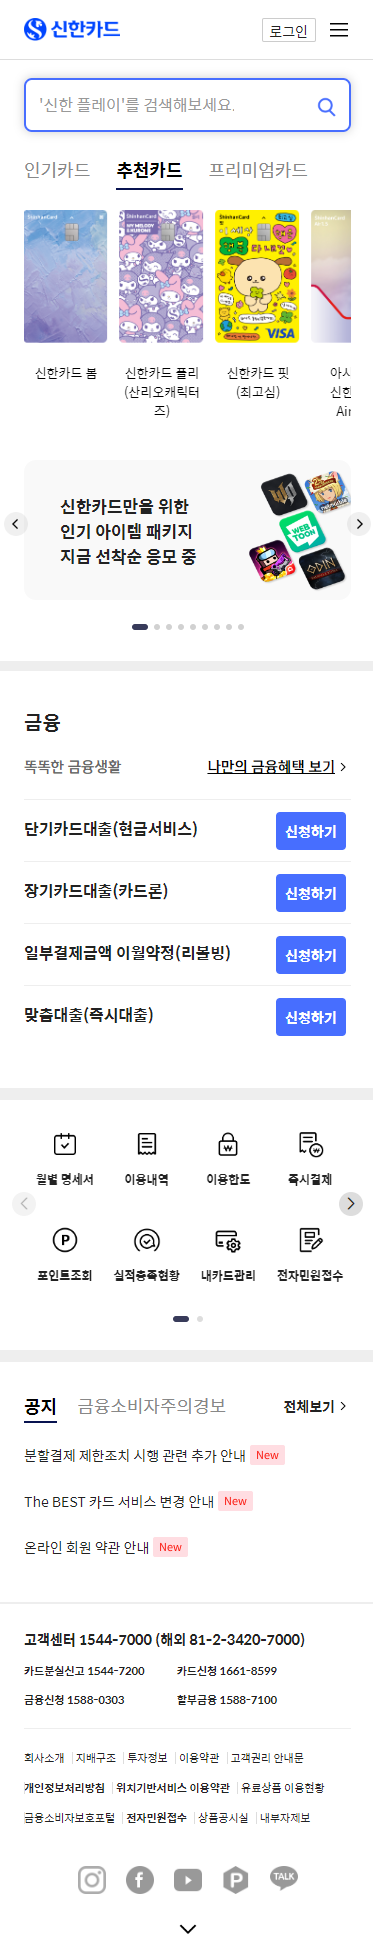 신한카드
로그인
'신한 플레이'를 검색해보세요.
인기카드 추천카드 프리미엄카드
ShinhanCard ShinhanCard ShinhanCard ShinhanCard
MY MELODY & KUROMI
VISA
신한카드 봄
신한카드 플리
(산리오캐릭터
즈)
신한카드 핏
(최고심)
아시
신한
Air
신한카드만을 위한
인기 아이템 패키지
지금 선착순 응모 중
WEB
TOON
ODIN
금융
똑똑한 금융생활 나만의 금융혜택 보기
단기카드대출(현금서비스) 신청하기
장기카드대출(카드론) 신청하기
일부결제금액 이월약정(리볼빙) 신청하기
맞춤대출(즉시대출) 신청하기
월별 명세서 이용내역 이용한도 즉시결제
포인트조회 실적충족현황 내카드관리 전자민원접수
공지 금융소비자주의경보 전체보기
분할결제 제한조치 시행 관련 추가 안내 New
The BEST 카드 서비스 변경 안내 New
온라인 회원 약관 안내 New
고객센터 1544-7000 (해외 81-2-3420-7000)
카드분실신고 1544-7200 카드신청 1661-8599
금융신청 1588-0303 할부금융 1588-7100
회사소개 지배구조 투자정보 이용약관 고객권리 안내문
개인정보처리방침 위치기반서비스 이용약관 유료상품 이용현황
금융소비자보호포털 전자민원접수 상품공시실 내부자제보
TALK